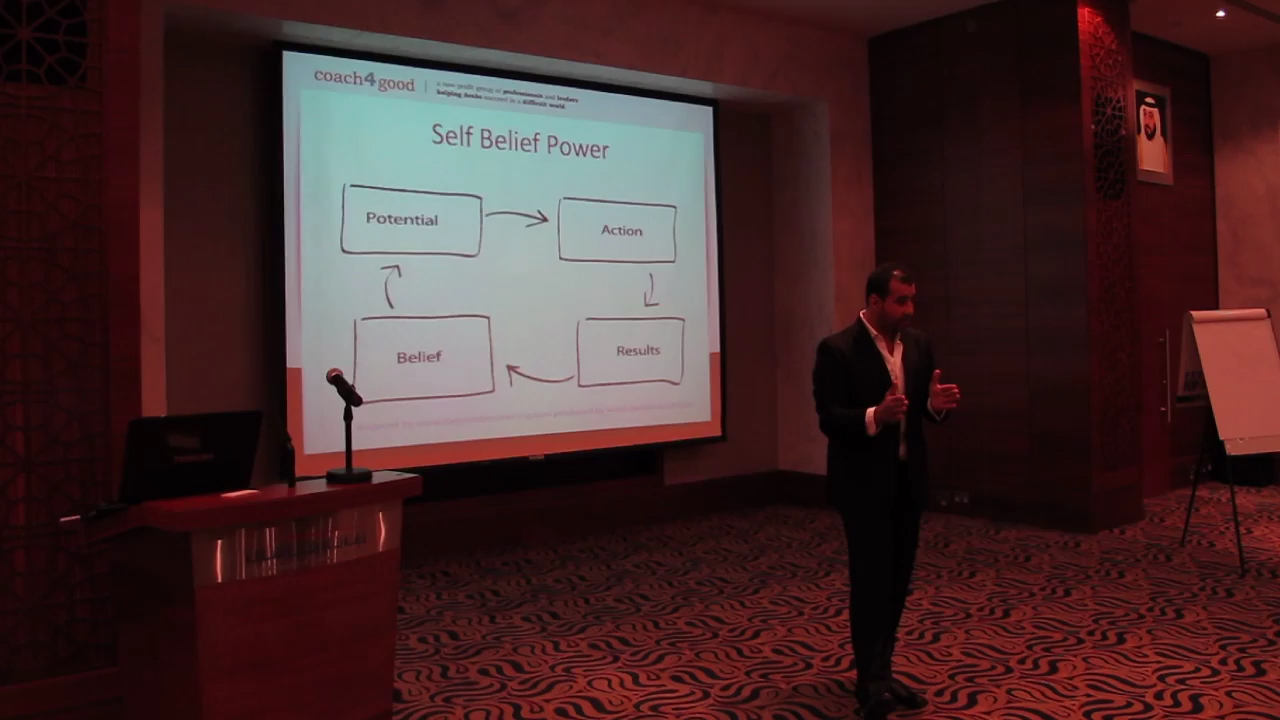 coach4good
a non profit group of professionals and leaders
helping Arabs succeed in a difficult world
Self Belief Power
Potential
Action
Belief
Results